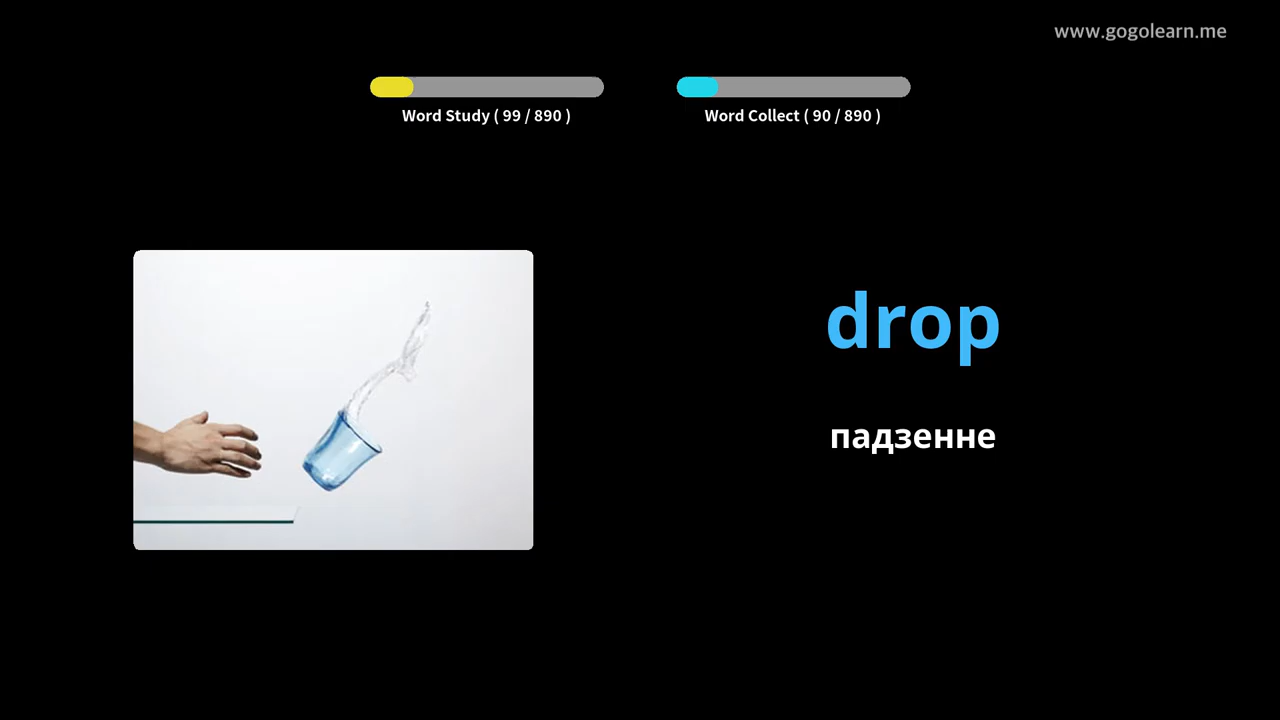 www.gogolearn.me
Word Study ( 99 / 890 )
Word Collect ( 90 / 890 )
drop
падзенне